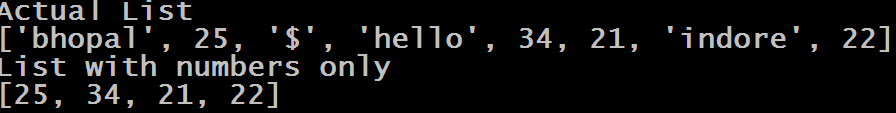 Actual List
['bhopal', 25, '$', 'hello', 34, 21, 'indore', 22]
List with numbers only
[25, 34, 21, 22]